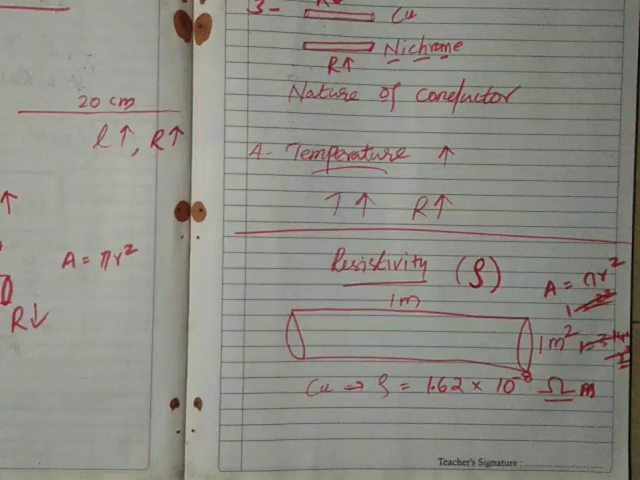 20 cm
l↑, R↑
A = πr²
R↓
3-
Cu
Nichrome
R↑
Nature of conductor
4- Temperature ↑
T↑ R↑
Resistivity (ρ)
1m
A = πr²
1m²
Cu → ρ = 1.62 × 10⁻⁸ Ω m
Teacher's Signature :